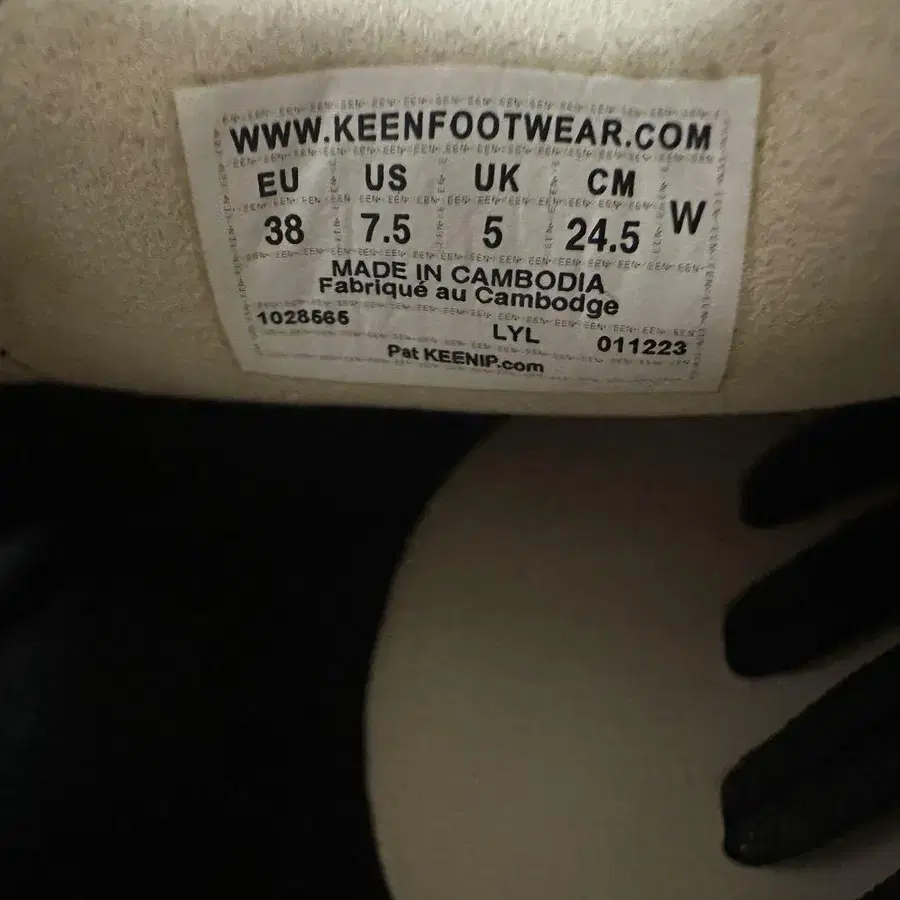 WWW.KEENFOOTWEAR.COM
EU US UK CM
38 7.5 5 24.5 W
MADE IN CAMBODIA
Fabriqué au Cambodge
1028565 LYL 011223
Pat KEENIP.com